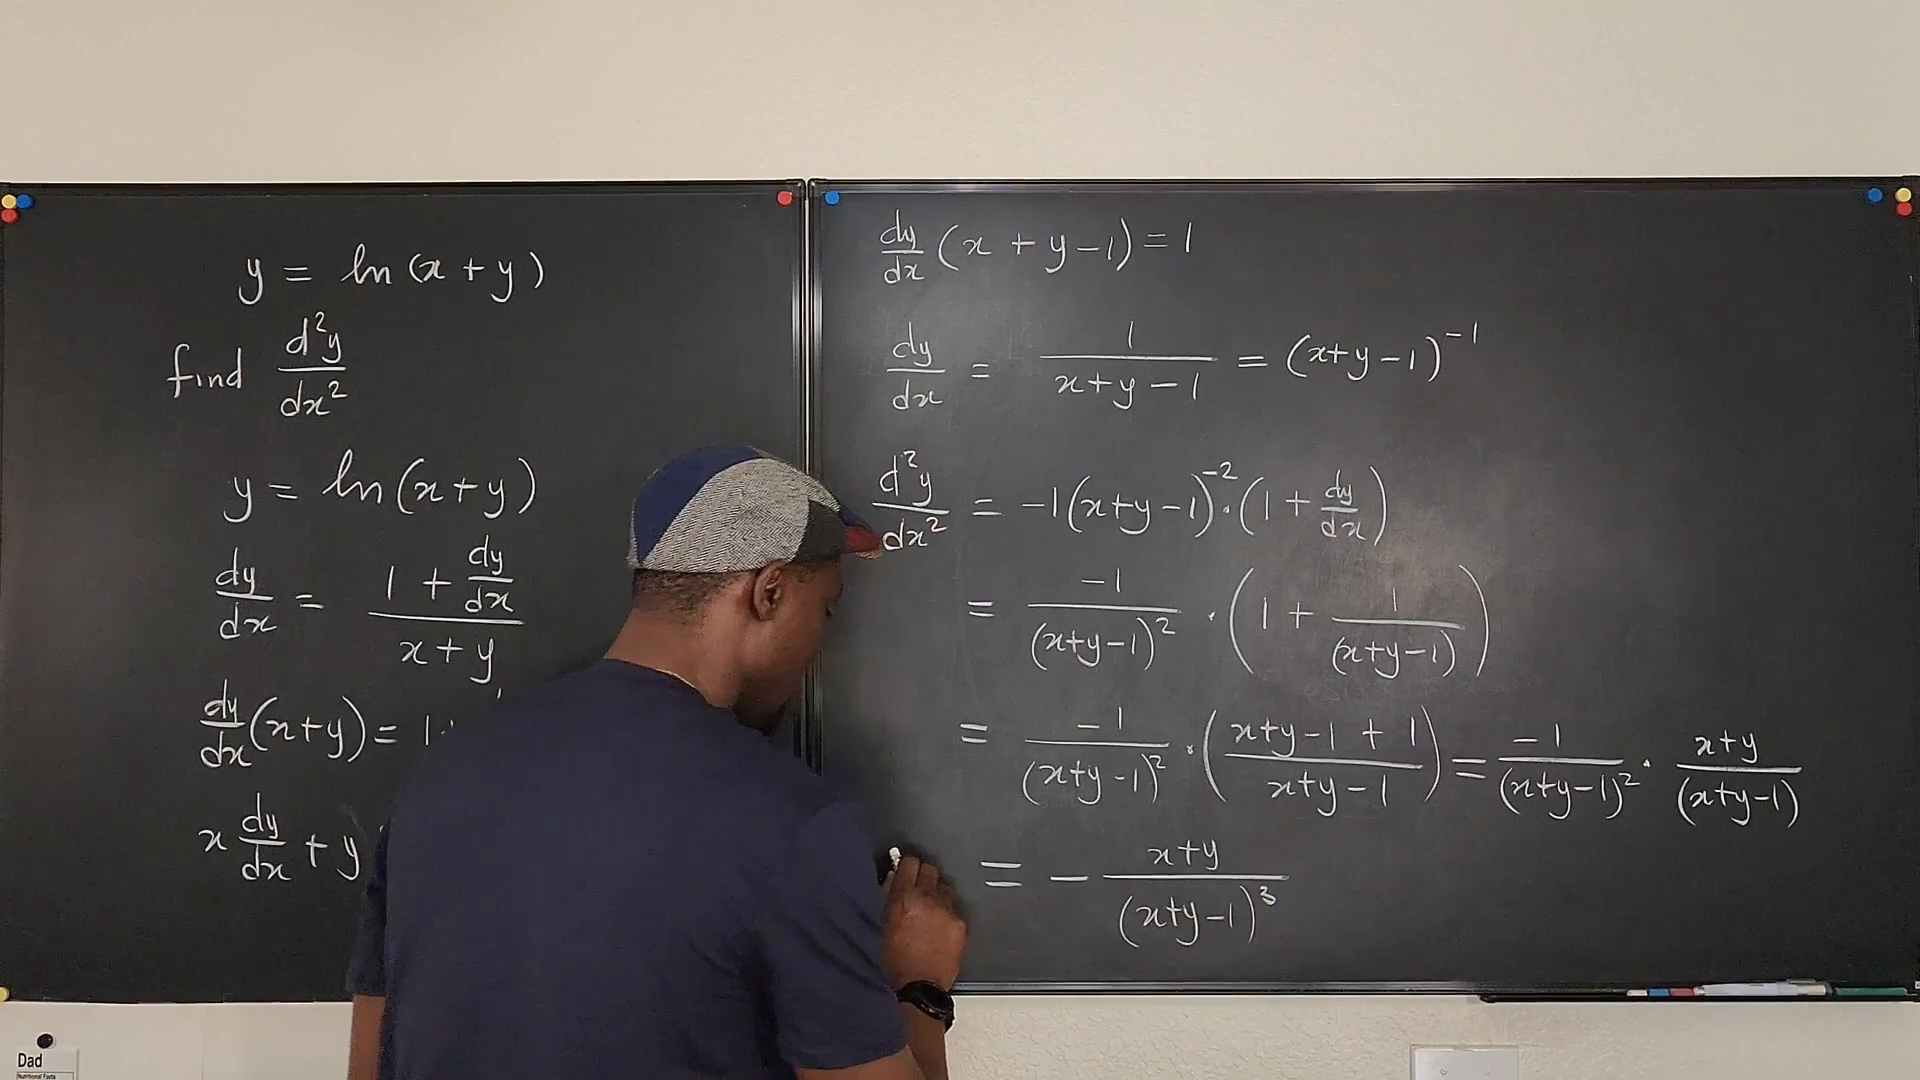 y = ln(x + y)
find d²y/dx²
y = ln(x + y)
dy/dx = (1 + dy/dx)/(x + y)
dy/dx (x + y) = 1
x dy/dx + y
dy/dx (x + y - 1) = 1
dy/dx = 1/(x + y - 1) = (x + y - 1)⁻¹
d²y/dx² = -1(x + y - 1)⁻² · (1 + dy/dx)
= -1/(x + y - 1)² · (1 + 1/(x + y - 1))
= -1/(x + y - 1)² · ((x + y - 1 + 1)/(x + y - 1)) = -1/(x + y - 1)² · (x + y)/(x + y - 1)
= - (x + y)/(x + y - 1)³
Dad
Nutritional Facts